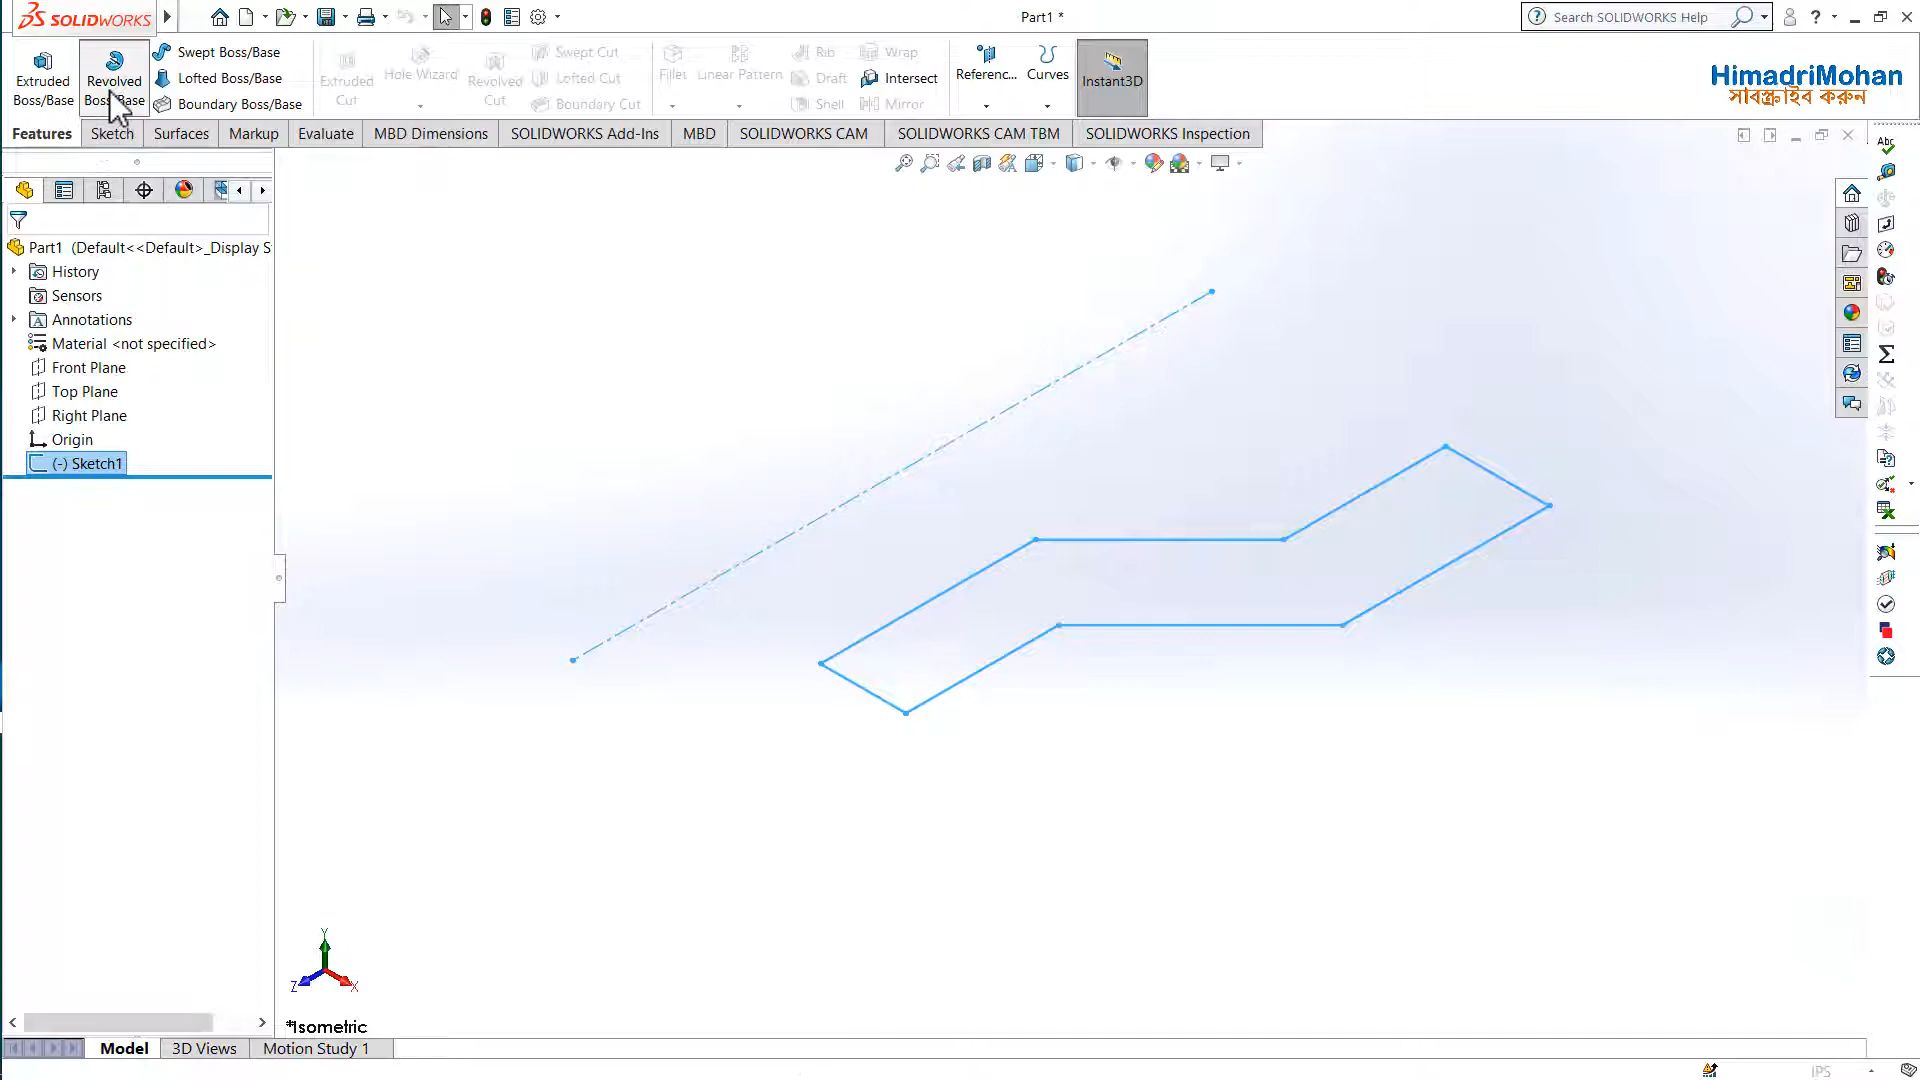 SOLIDWORKS
Part1 *
Search SOLIDWORKS Help
Extruded Boss/Base
Revolved Boss/Base
Swept Boss/Base
Lofted Boss/Base
Boundary Boss/Base
Extruded Cut
Hole Wizard
Revolved Cut
Swept Cut
Lofted Cut
Boundary Cut
Fillet
Linear Pattern
Rib
Draft
Shell
Wrap
Intersect
Mirror
Referenc...
Curves
Instant3D
HimadriMohan
সাবস্ক্রাইব করুন
Features
Sketch
Surfaces
Markup
Evaluate
MBD Dimensions
SOLIDWORKS Add-Ins
MBD
SOLIDWORKS CAM
SOLIDWORKS CAM TBM
SOLIDWORKS Inspection
Abc
Part1 (Default<<Default>_Display S
History
Sensors
Annotations
Material <not specified>
Front Plane
Top Plane
Right Plane
Origin
(-) Sketch1
Y
Z
X
*Isometric
Model
3D Views
Motion Study 1
IPS